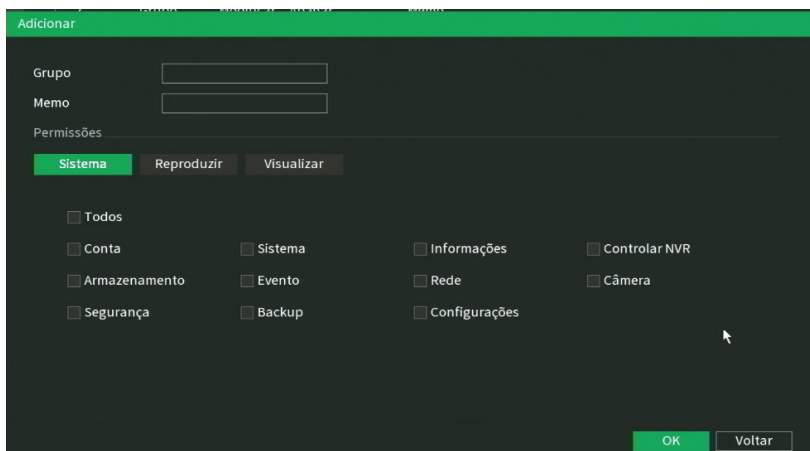 Adicionar
Grupo
Memo
Permissões
Sistema Reproduzir Visualizar
Todos
Conta Sistema Informações Controlar NVR
Armazenamento Evento Rede Câmera
Segurança Backup Configurações
OK Voltar